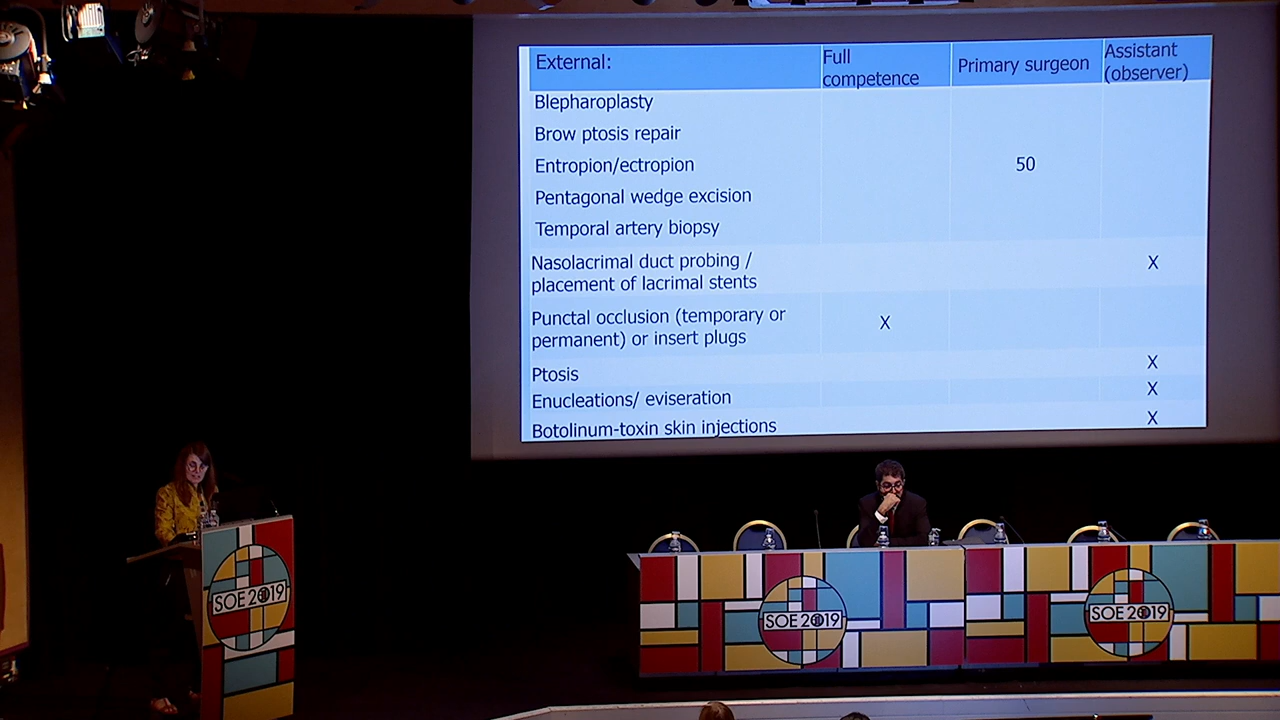 External:
Full
competence
Primary surgeon
Assistant
(observer)
Blepharoplasty
Brow ptosis repair
Entropion/ectropion
50
Pentagonal wedge excision
Temporal artery biopsy
Nasolacrimal duct probing /
placement of lacrimal stents
X
Punctal occlusion (temporary or
permanent) or insert plugs
X
Ptosis
X
Enucleations/ eviseration
X
Botolinum-toxin skin injections
X
SOE 2019
SOE 2019
SOE 2019